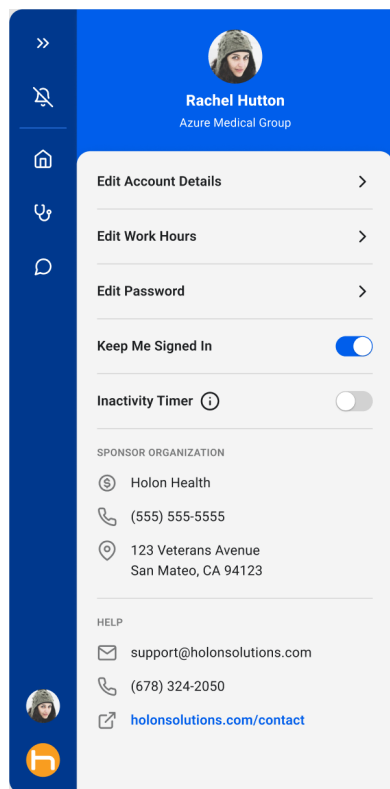 Rachel Hutton
Azure Medical Group
Edit Account Details
Edit Work Hours
Edit Password
Keep Me Signed In
Inactivity Timer
SPONSOR ORGANIZATION
Holon Health
(555) 555-5555
123 Veterans Avenue
San Mateo, CA 94123
HELP
support@holonsolutions.com
(678) 324-2050
holonsolutions.com/contact